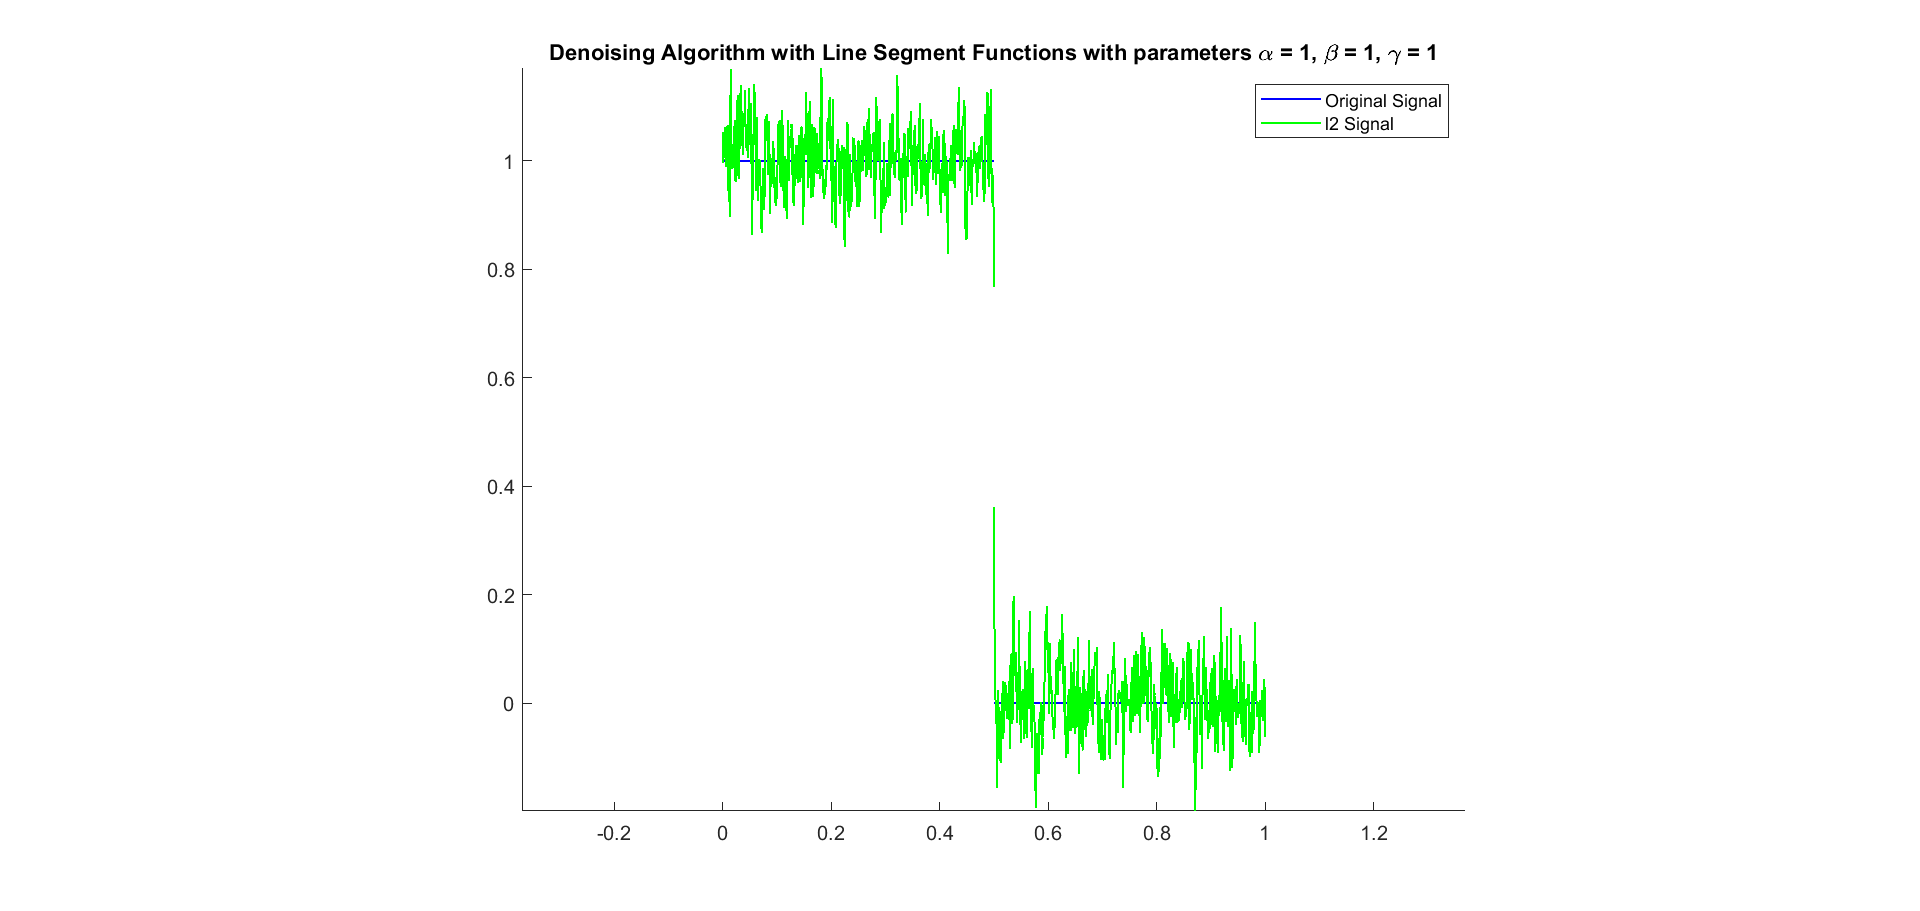 Denoising Algorithm with Line Segment Functions with parameters α = 1, β = 1, γ = 1
Original Signal
l2 Signal
1
0.8
0.6
0.4
0.2
0
-0.2 0 0.2 0.4 0.6 0.8 1 1.2